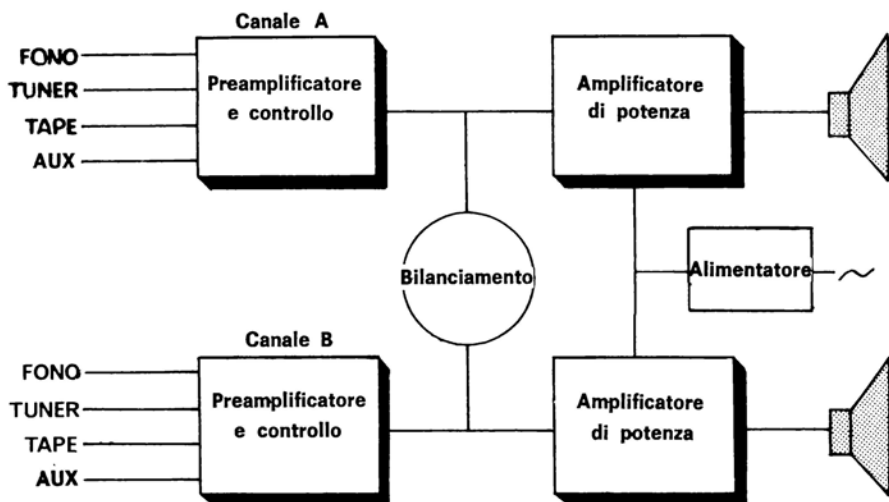 Canale A
FONO
TUNER
TAPE
AUX
Preamplificatore
e controllo
Amplificatore
di potenza
Bilanciamento
Alimentatore
Canale B
FONO
TUNER
TAPE
AUX
Preamplificatore
e controllo
Amplificatore
di potenza